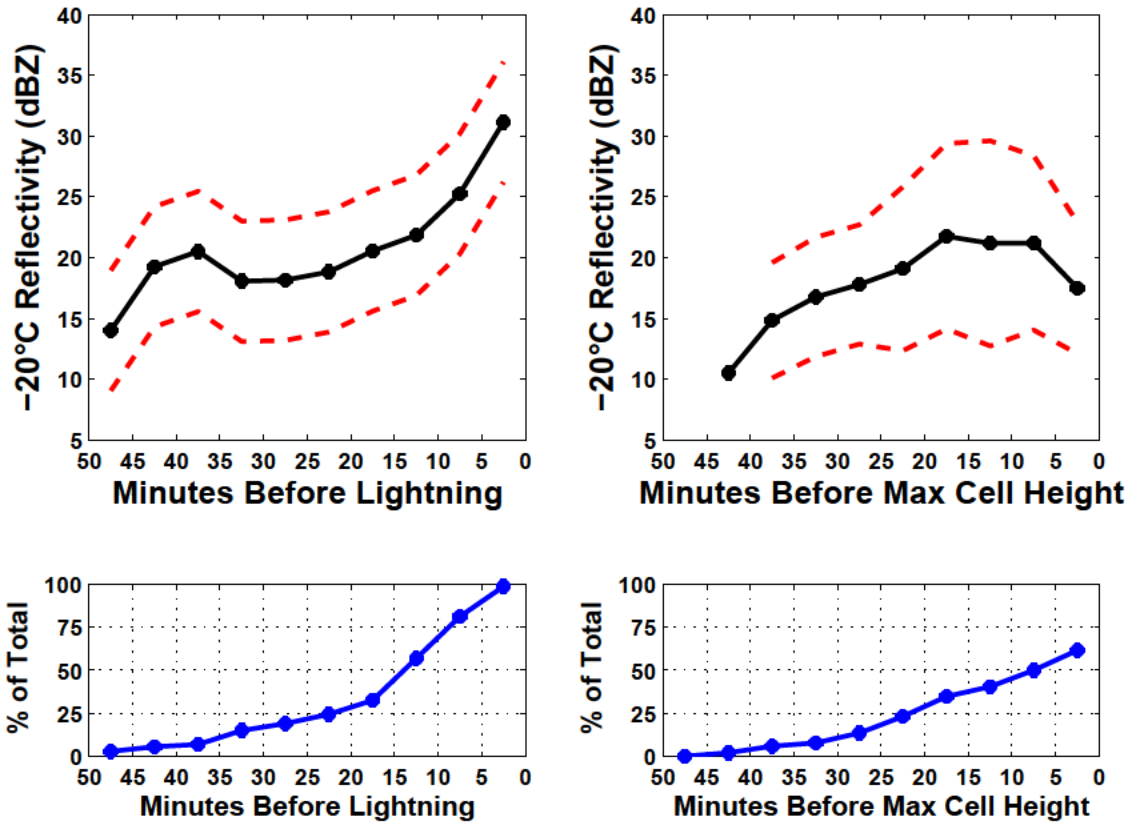 40
35
30
25
20
15
10
5
–20°C Reflectivity (dBZ)
50 45 40 35 30 25 20 15 10 5 0
Minutes Before Lightning
40
35
30
25
20
15
10
5
–20°C Reflectivity (dBZ)
50 45 40 35 30 25 20 15 10 5 0
Minutes Before Max Cell Height
100
75
50
25
0
% of Total
50 45 40 35 30 25 20 15 10 5 0
Minutes Before Lightning
100
75
50
25
0
% of Total
50 45 40 35 30 25 20 15 10 5 0
Minutes Before Max Cell Height